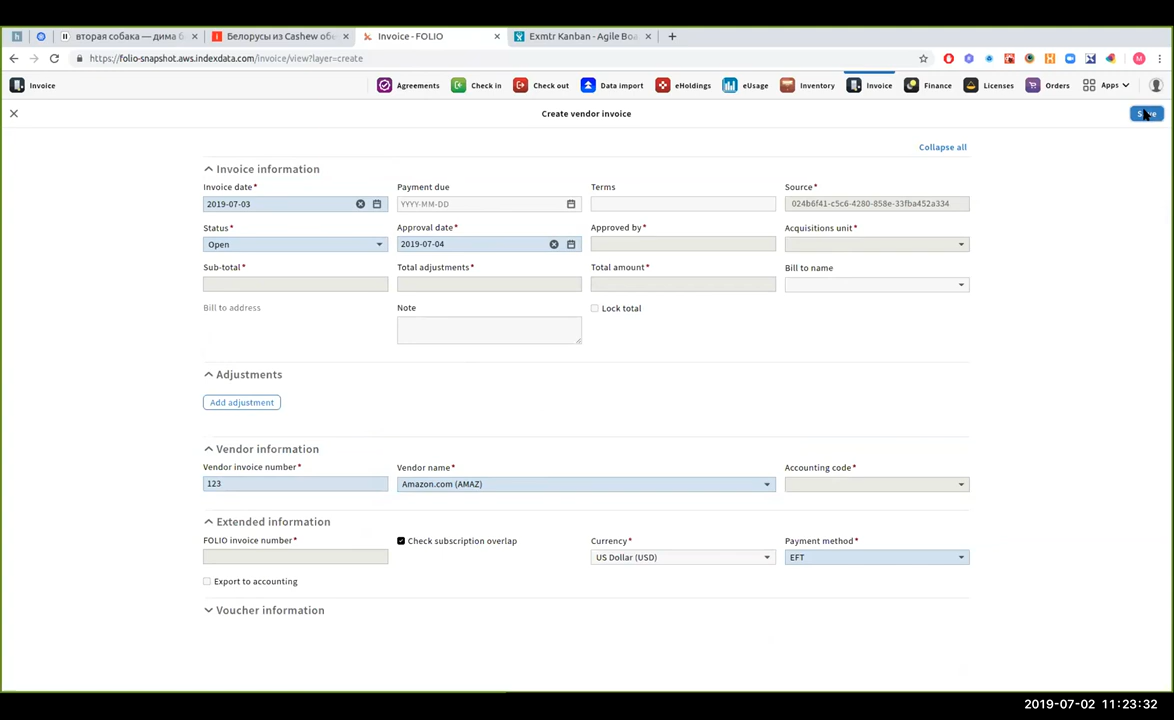 вторая собака — дима б
Белорусы из Cashew обе
Invoice - FOLIO
Exmtr Kanban - Agile Boa
https://folio-snapshot.aws.indexdata.com/invoice/view?layer=create
M
Invoice
Agreements
Check in
Check out
Data import
eHoldings
eUsage
Inventory
Invoice
Finance
Licenses
Orders
Apps
Create vendor invoice
Collapse all
Invoice information
Invoice date*
Payment due
Terms
Source*
2019-07-03
YYYY-MM-DD
024b6f41-c5c6-4280-858e-33fba452a334
Status*
Approval date*
Approved by*
Acquisitions unit*
Open
2019-07-04
Sub-total*
Total adjustments*
Total amount*
Bill to name
Bill to address
Note
Lock total
Adjustments
Add adjustment
Vendor information
Vendor invoice number*
Vendor name*
Accounting code*
123
Amazon.com (AMAZ)
Extended information
FOLIO invoice number*
Check subscription overlap
Currency*
Payment method*
US Dollar (USD)
EFT
Export to accounting
Voucher information
2019-07-02 11:23:32